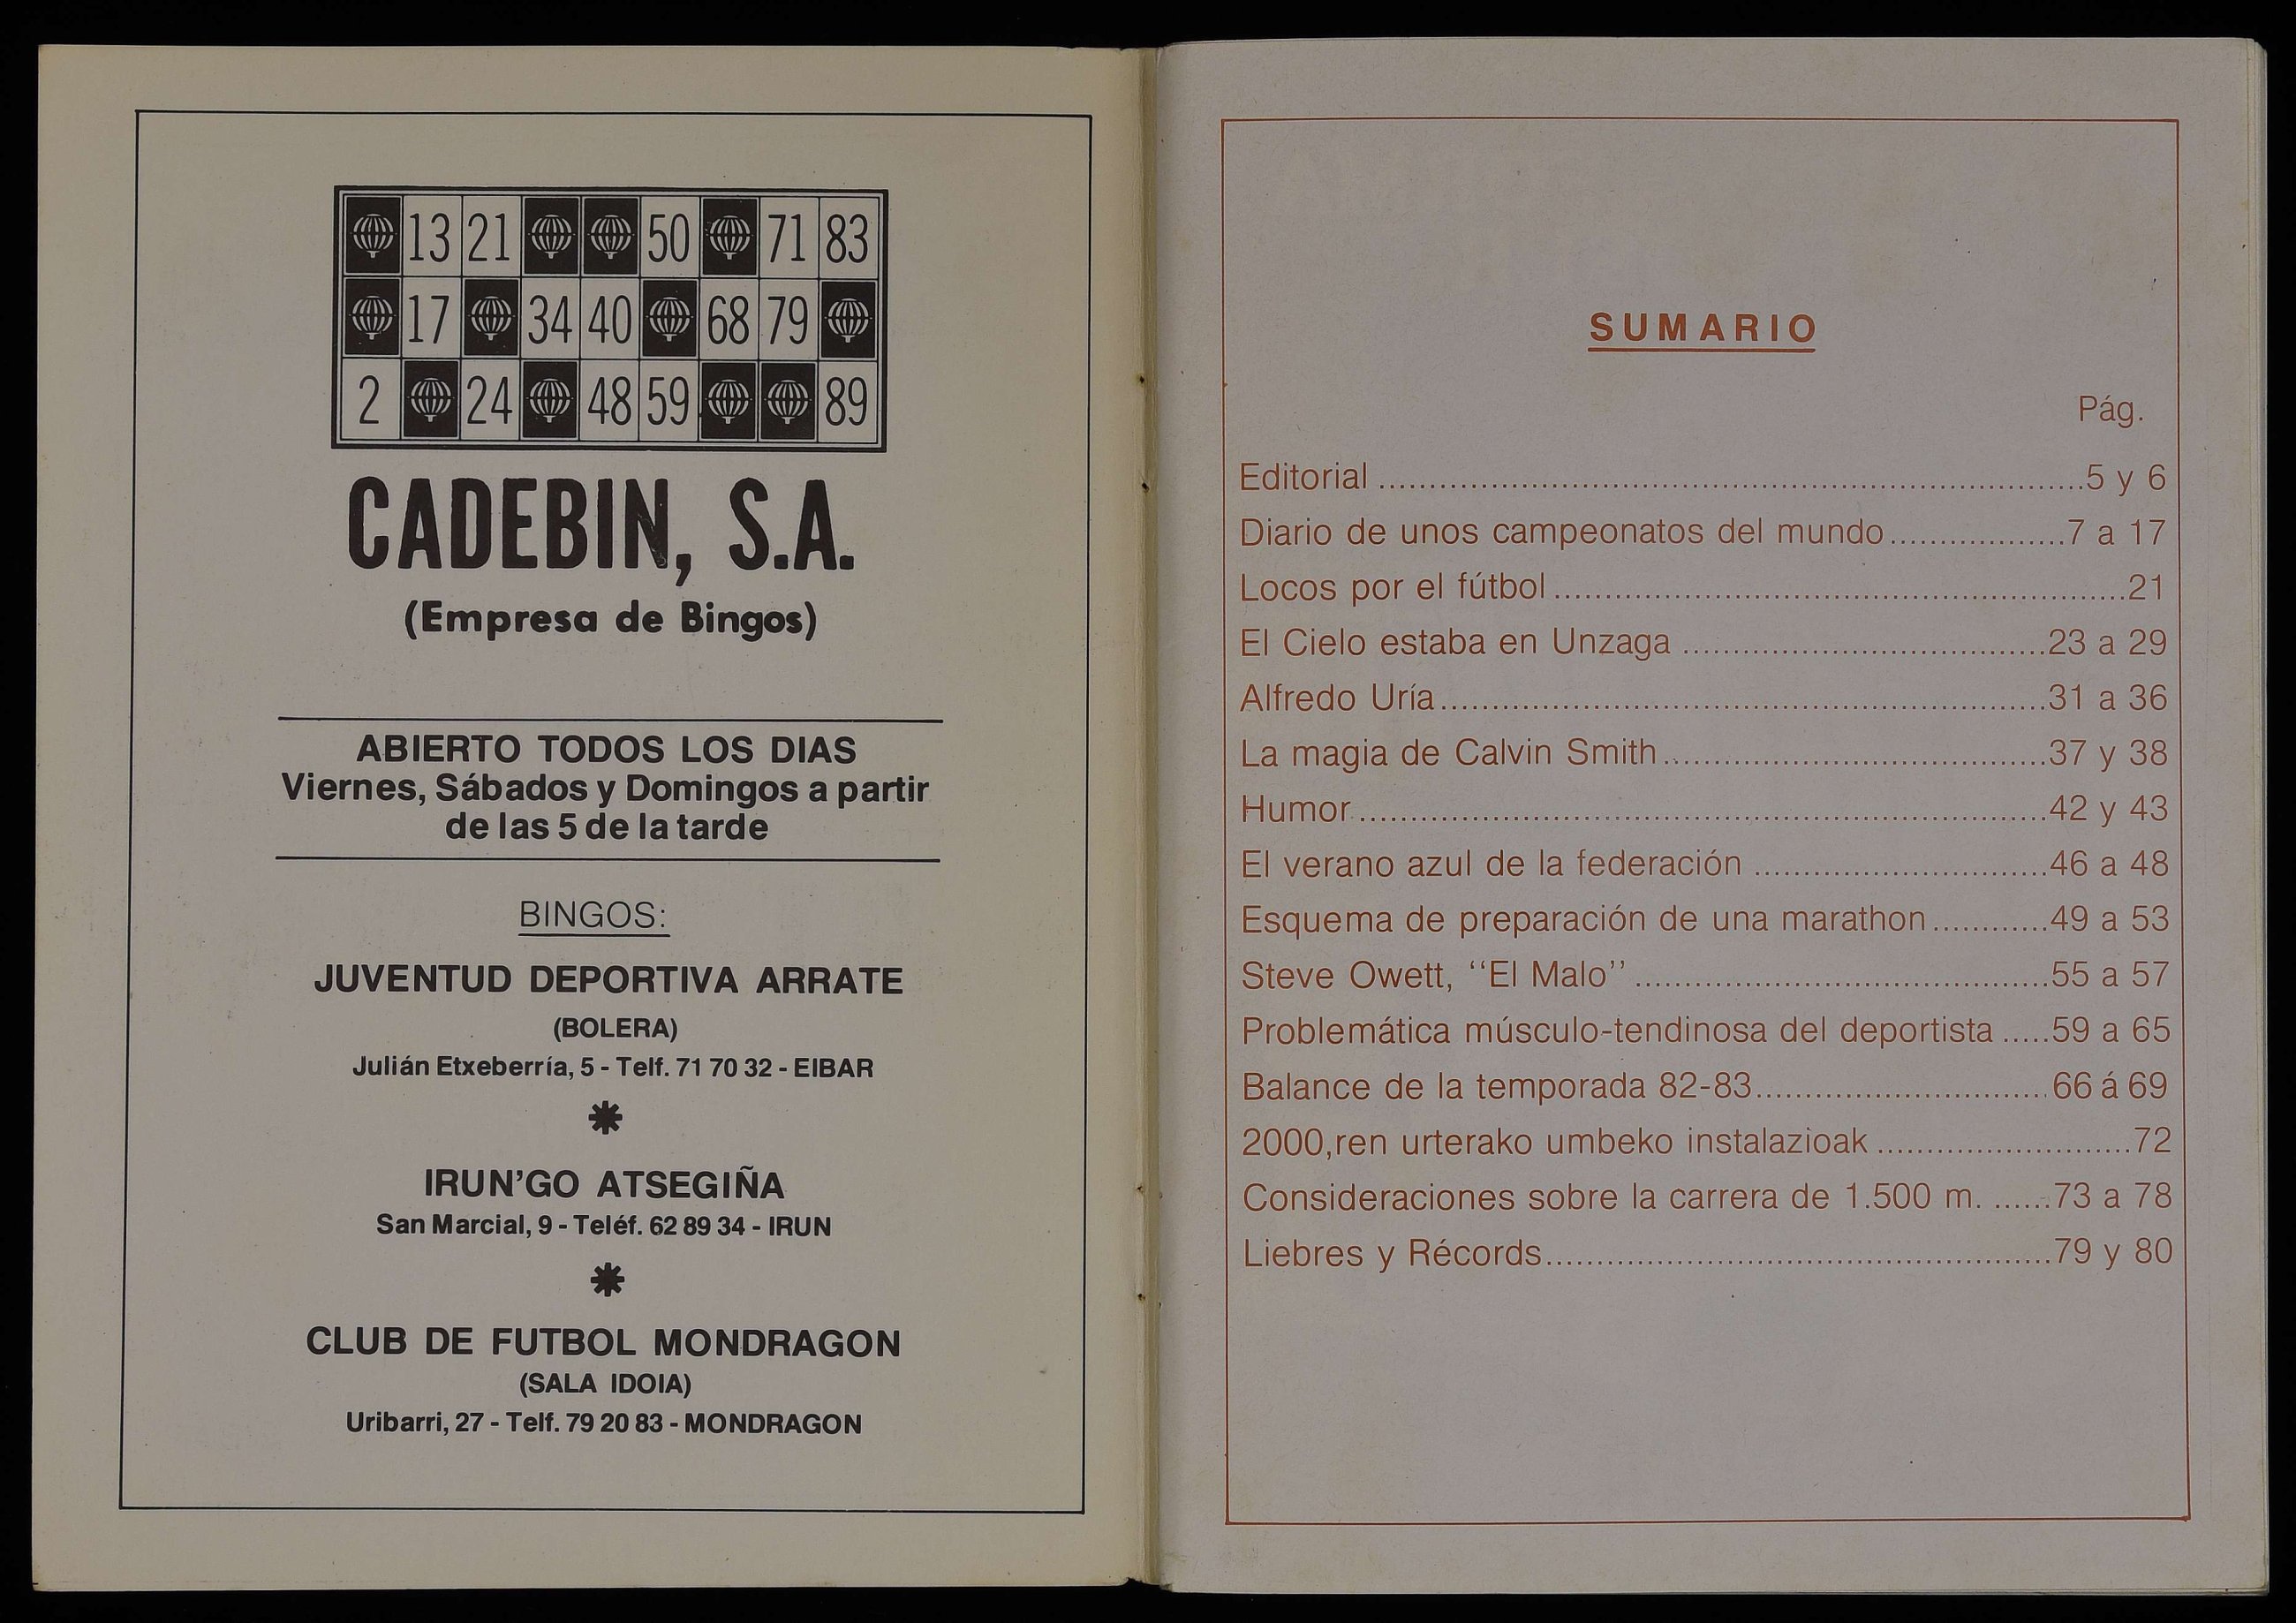 13 21 50 71 83
17 34 40 68 79
2 24 48 59 89
CADEBIN, S.A.
(Empresa de Bingos)
ABIERTO TODOS LOS DIAS
Viernes, Sábados y Domingos a partir
de las 5 de la tarde
BINGOS:
JUVENTUD DEPORTIVA ARRATE
(BOLERA)
Julián Etxeberría, 5 - Telf. 71 70 32 - EIBAR
*
IRUN'GO ATSEGIÑA
San Marcial, 9 - Teléf. 62 89 34 - IRUN
*
CLUB DE FUTBOL MONDRAGON
(SALA IDOIA)
Uribarri, 27 - Telf. 79 20 83 - MONDRAGON
SUMARIO
Pág.
Editorial ........ 5 y 6
Diario de unos campeonatos del mundo ........ 7 a 17
Locos por el fútbol ........ 21
El Cielo estaba en Unzaga ........ 23 a 29
Alfredo Uría ........ 31 a 36
La magia de Calvin Smith ........ 37 y 38
Humor ........ 42 y 43
El verano azul de la federación ........ 46 a 48
Esquema de preparación de una marathon ........ 49 a 53
Steve Owett, ‘‘El Malo’’ ........ 55 a 57
Problemática músculo-tendinosa del deportista ..... 59 a 65
Balance de la temporada 82-83 ........ 66 á 69
2000,ren urterako umbeko instalazioak ........ 72
Consideraciones sobre la carrera de 1.500 m. ...... 73 a 78
Liebres y Récords ........ 79 y 80